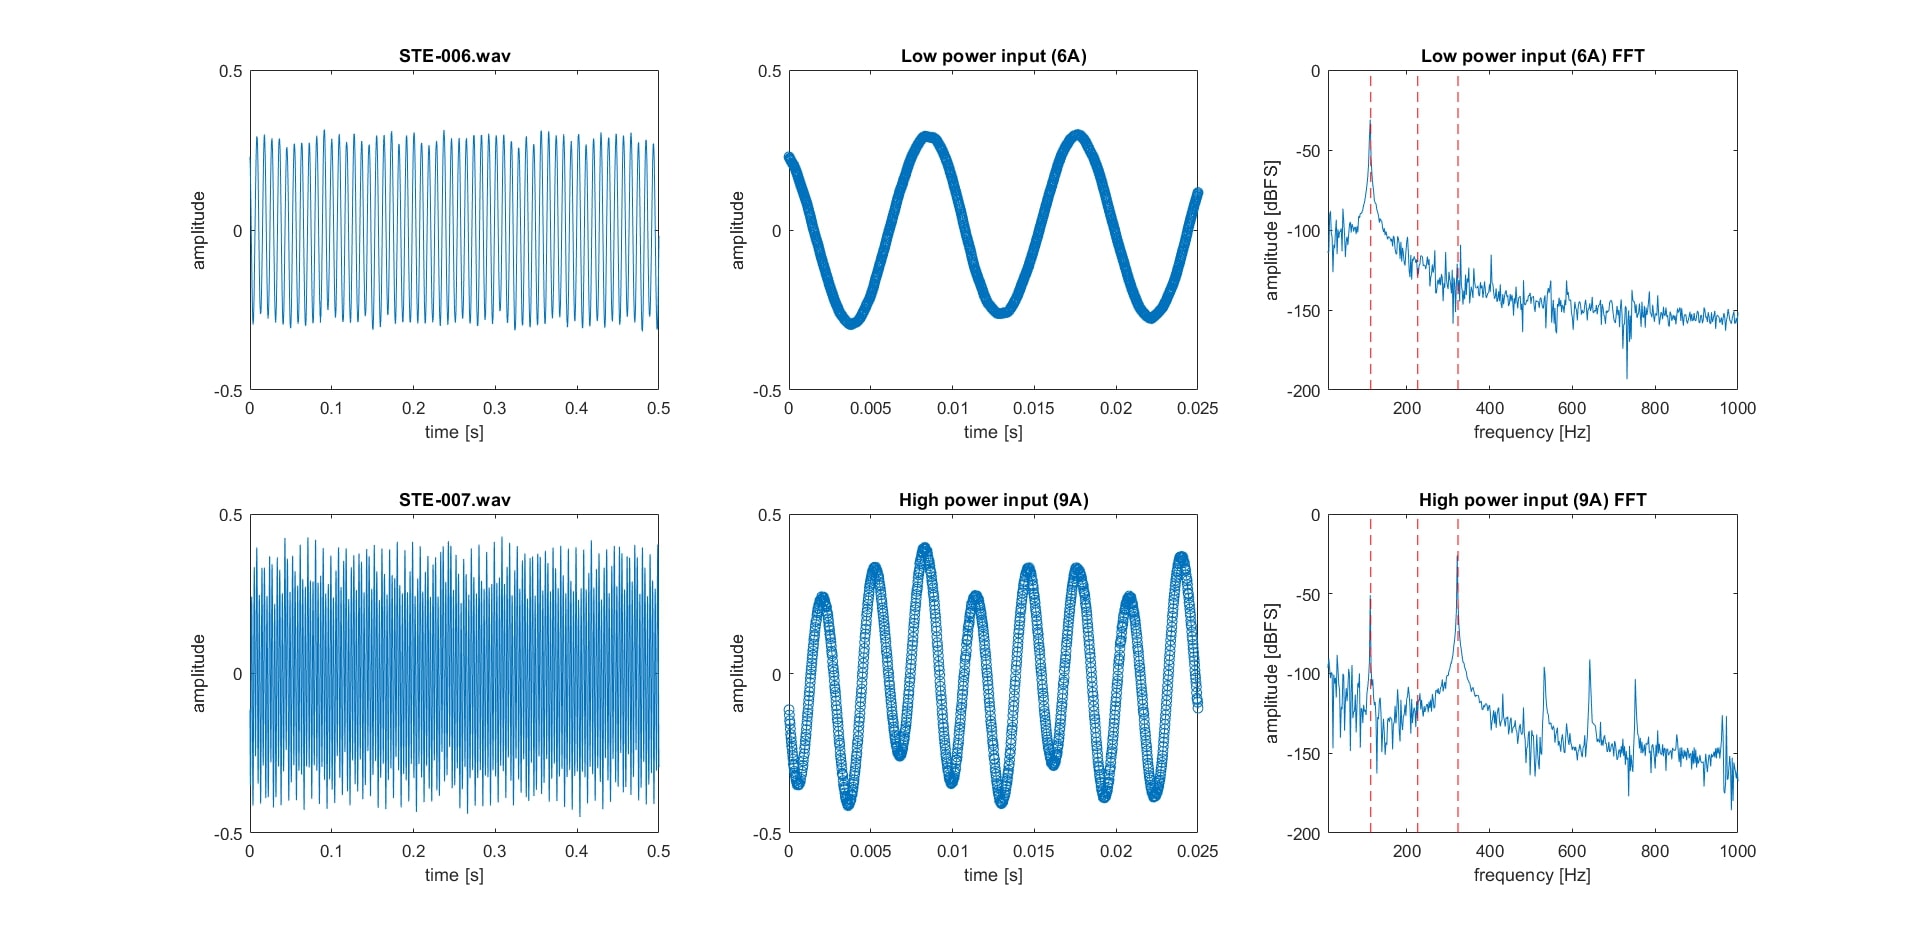 STE-006.wav
0.5
0
-0.5
amplitude
0 0.1 0.2 0.3 0.4 0.5
time [s]
Low power input (6A)
0.5
0
-0.5
amplitude
0 0.005 0.01 0.015 0.02 0.025
time [s]
Low power input (6A) FFT
0
-50
-100
-150
-200
amplitude [dBFS]
200 400 600 800 1000
frequency [Hz]
STE-007.wav
0.5
0
-0.5
amplitude
0 0.1 0.2 0.3 0.4 0.5
time [s]
High power input (9A)
0.5
0
-0.5
amplitude
0 0.005 0.01 0.015 0.02 0.025
time [s]
High power input (9A) FFT
0
-50
-100
-150
-200
amplitude [dBFS]
200 400 600 800 1000
frequency [Hz]